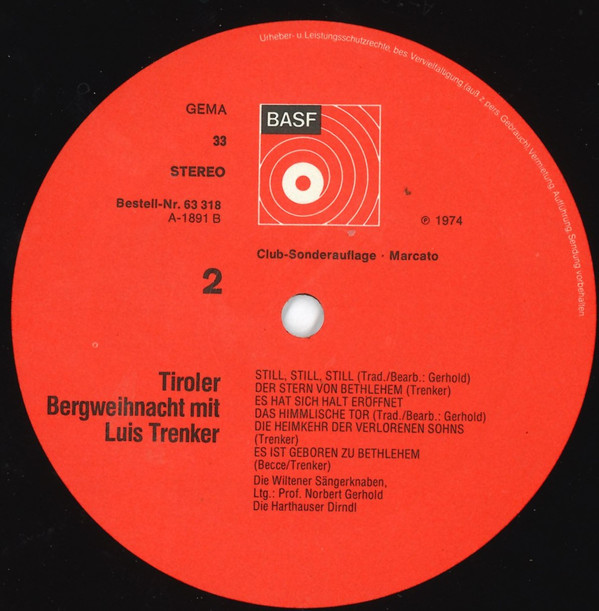 Urheber- u. Leistungsschutzrechte, bes. Vervielfältigung (auch z. pers. Gebrauch), Vermietung, Aufführung, Sendung vorbehalten
GEMA
BASF
33
STEREO
Bestell-Nr. 63 318
A-1891 B
℗ 1974
Club-Sonderauflage · Marcato
2
Tiroler
Bergweihnacht mit
Luis Trenker
STILL, STILL, STILL (Trad./Bearb.: Gerhold)
DER STERN VON BETHLEHEM (Trenker)
ES HAT SICH HALT ERÖFFNET
DAS HIMMLISCHE TOR (Trad./Bearb.: Gerhold)
DIE HEIMKEHR DER VERLORENEN SOHNS
(Trenker)
ES IST GEBOREN ZU BETHLEHEM
(Becce/Trenker)
Die Wiltener Sängerknaben,
Ltg.: Prof. Norbert Gerhold
Die Harthauser Dirndl